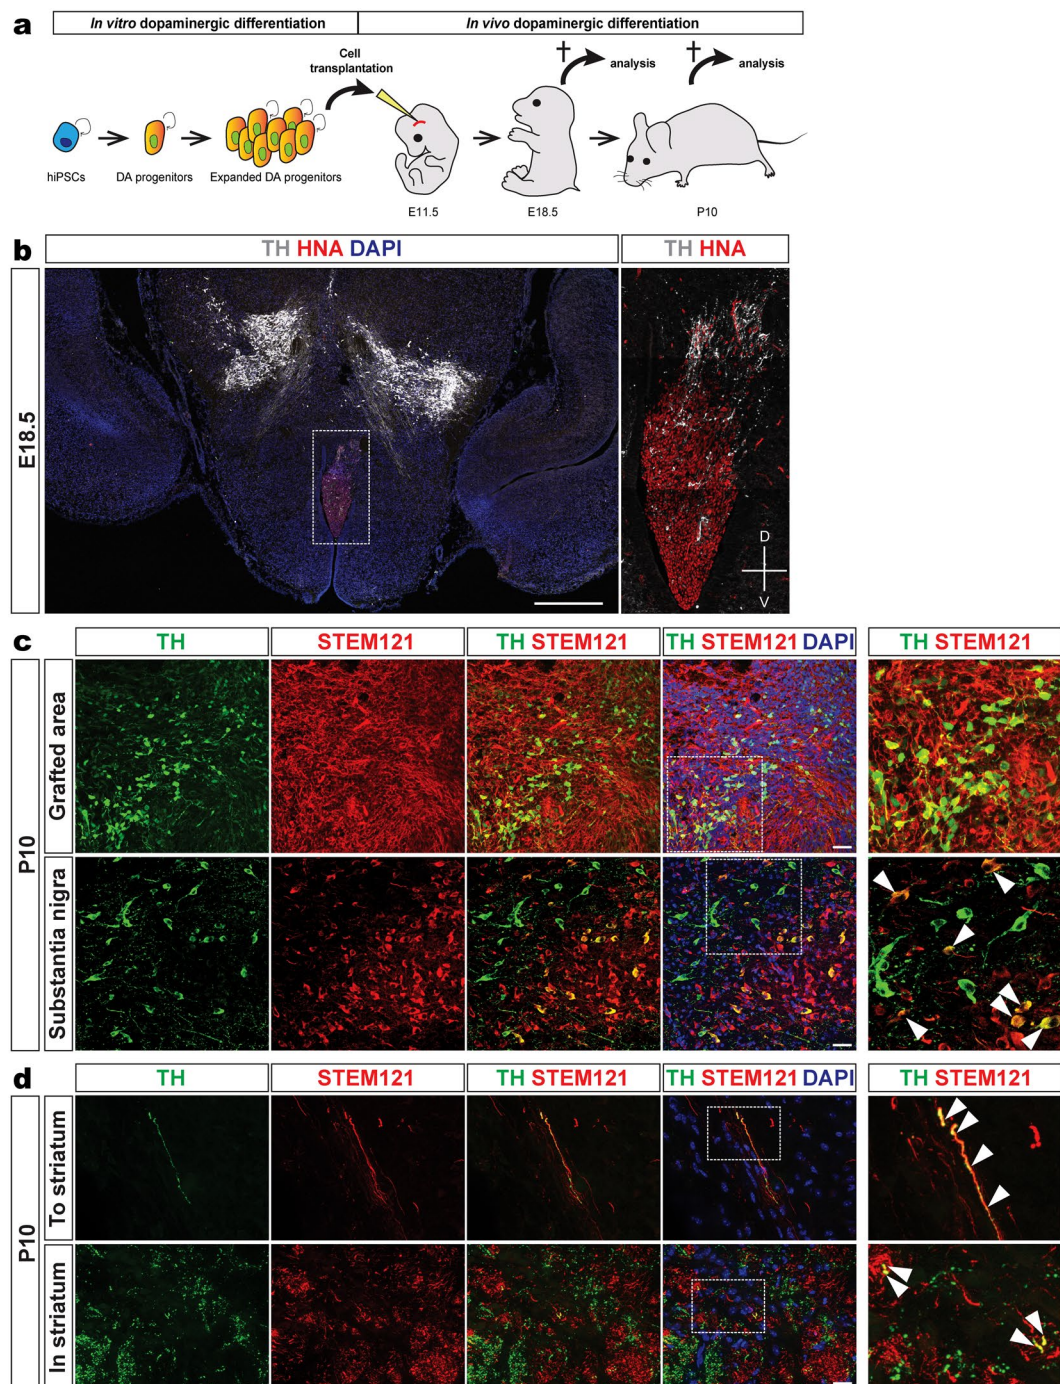 a
In vitro dopaminergic differentiation
In vivo dopaminergic differentiation
Cell
transplantation
analysis
analysis
hiPSCs
DA progenitors
Expanded DA progenitors
E11.5
E18.5
P10
b
TH HNA DAPI
TH HNA
E18.5
D
V
c
TH
STEM121
TH STEM121
TH STEM121 DAPI
TH STEM121
P10
Grafted area
Substantia nigra
d
TH
STEM121
TH STEM121
TH STEM121 DAPI
TH STEM121
P10
To striatum
In striatum